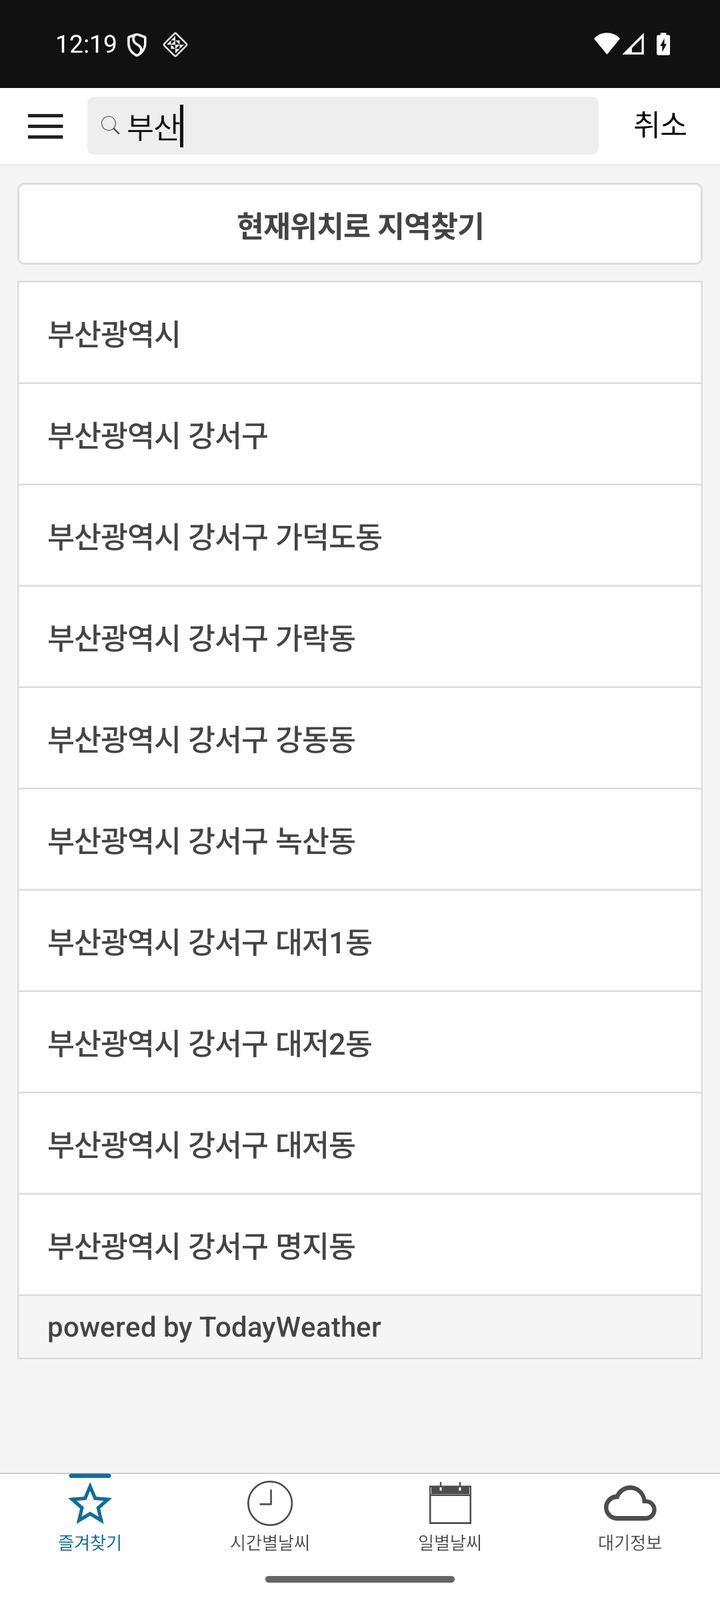 12:19
부산
취소
현재위치로 지역찾기
부산광역시
부산광역시 강서구
부산광역시 강서구 가덕도동
부산광역시 강서구 가락동
부산광역시 강서구 강동동
부산광역시 강서구 녹산동
부산광역시 강서구 대저1동
부산광역시 강서구 대저2동
부산광역시 강서구 대저동
부산광역시 강서구 명지동
powered by TodayWeather
즐겨찾기
시간별날씨
일별날씨
대기정보